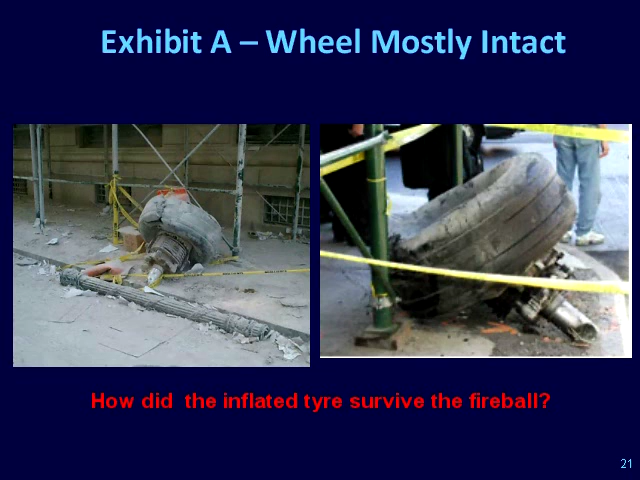 Exhibit A – Wheel Mostly Intact
How did the inflated tyre survive the fireball?
21